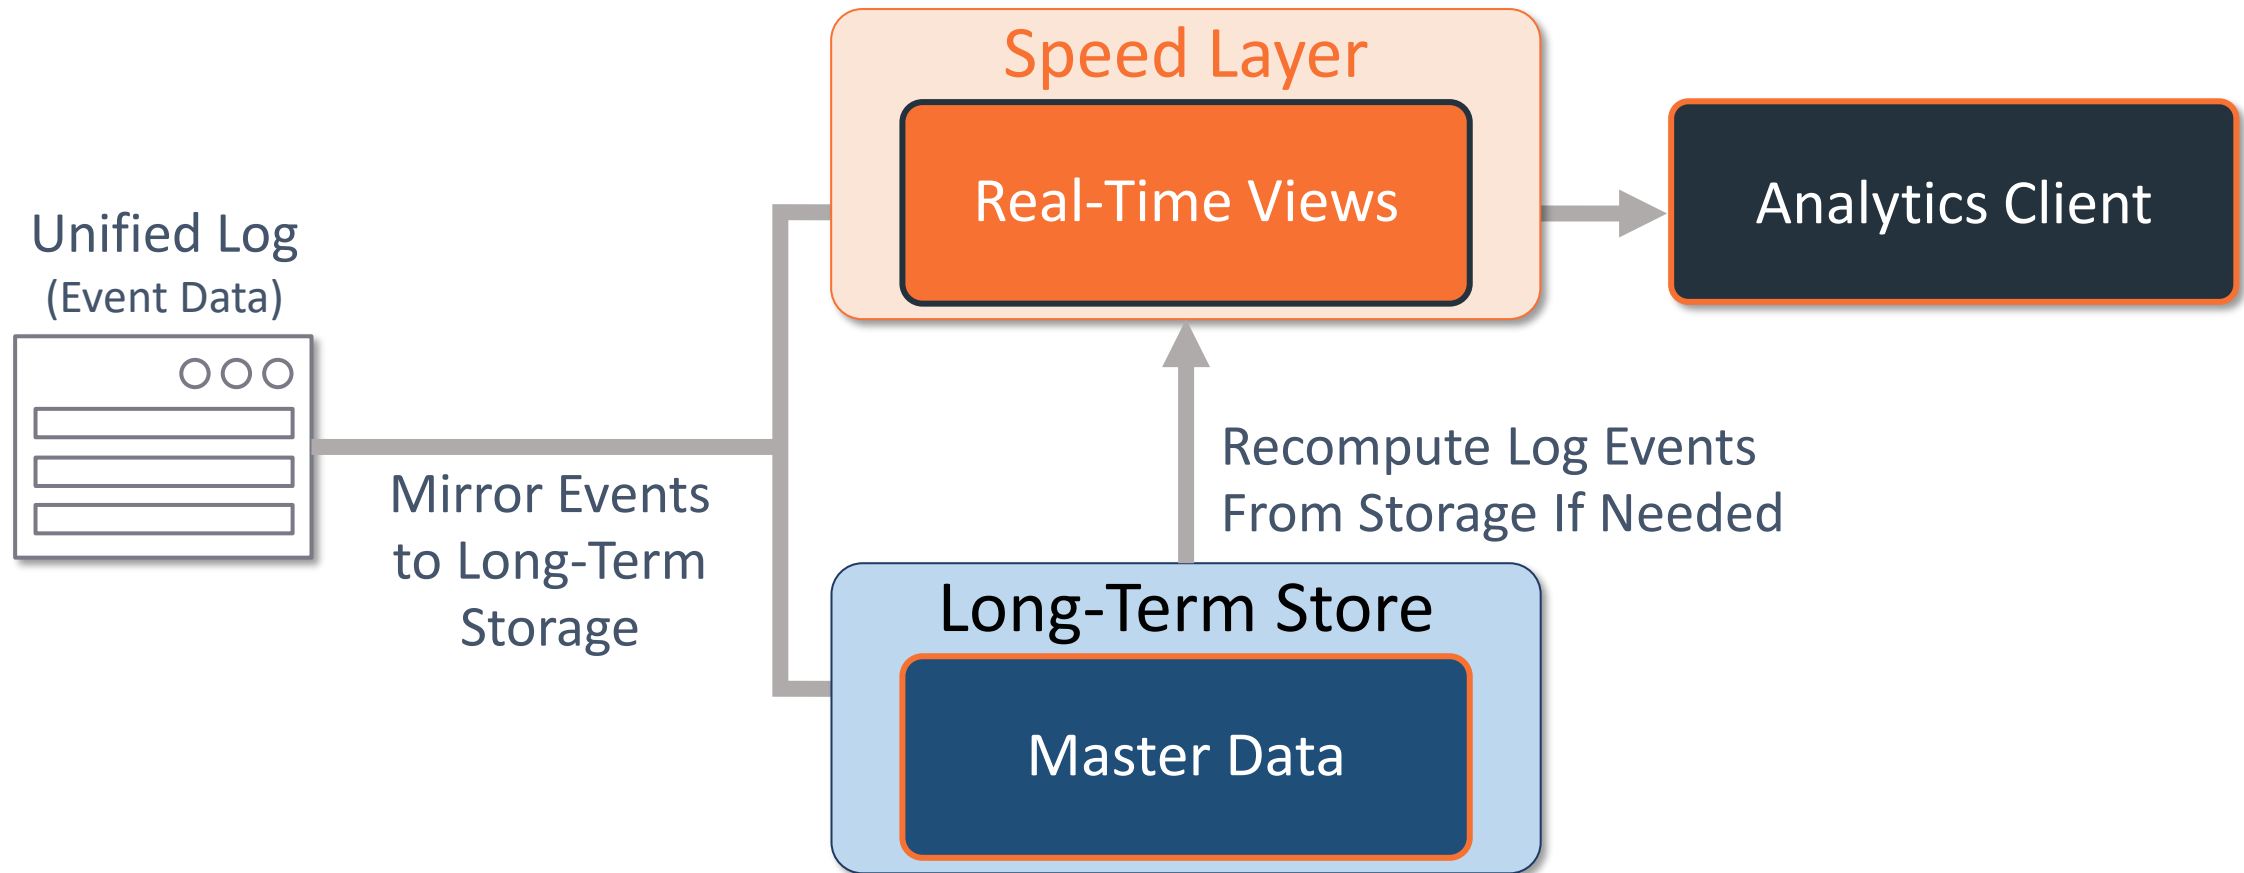 Speed Layer
Real-Time Views
Analytics Client
Unified Log
(Event Data)
Mirror Events
to Long-Term
Storage
Recompute Log Events
From Storage If Needed
Long-Term Store
Master Data